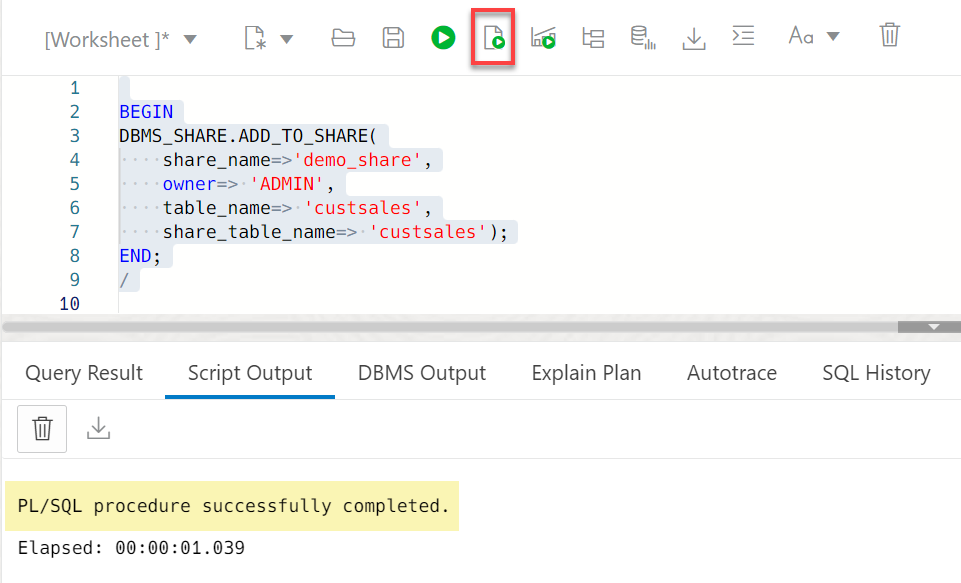 [Worksheet ]*
Aa
1
2 BEGIN
3 DBMS_SHARE.ADD_TO_SHARE(
4 ····share_name=>'demo_share',
5 ····owner=>·'ADMIN',
6 ····table_name=>·'custsales',
7 ····share_table_name=>·'custsales');
8 END;
9 /
10
Query Result Script Output DBMS Output Explain Plan Autotrace SQL History
PL/SQL procedure successfully completed.
Elapsed: 00:00:01.039